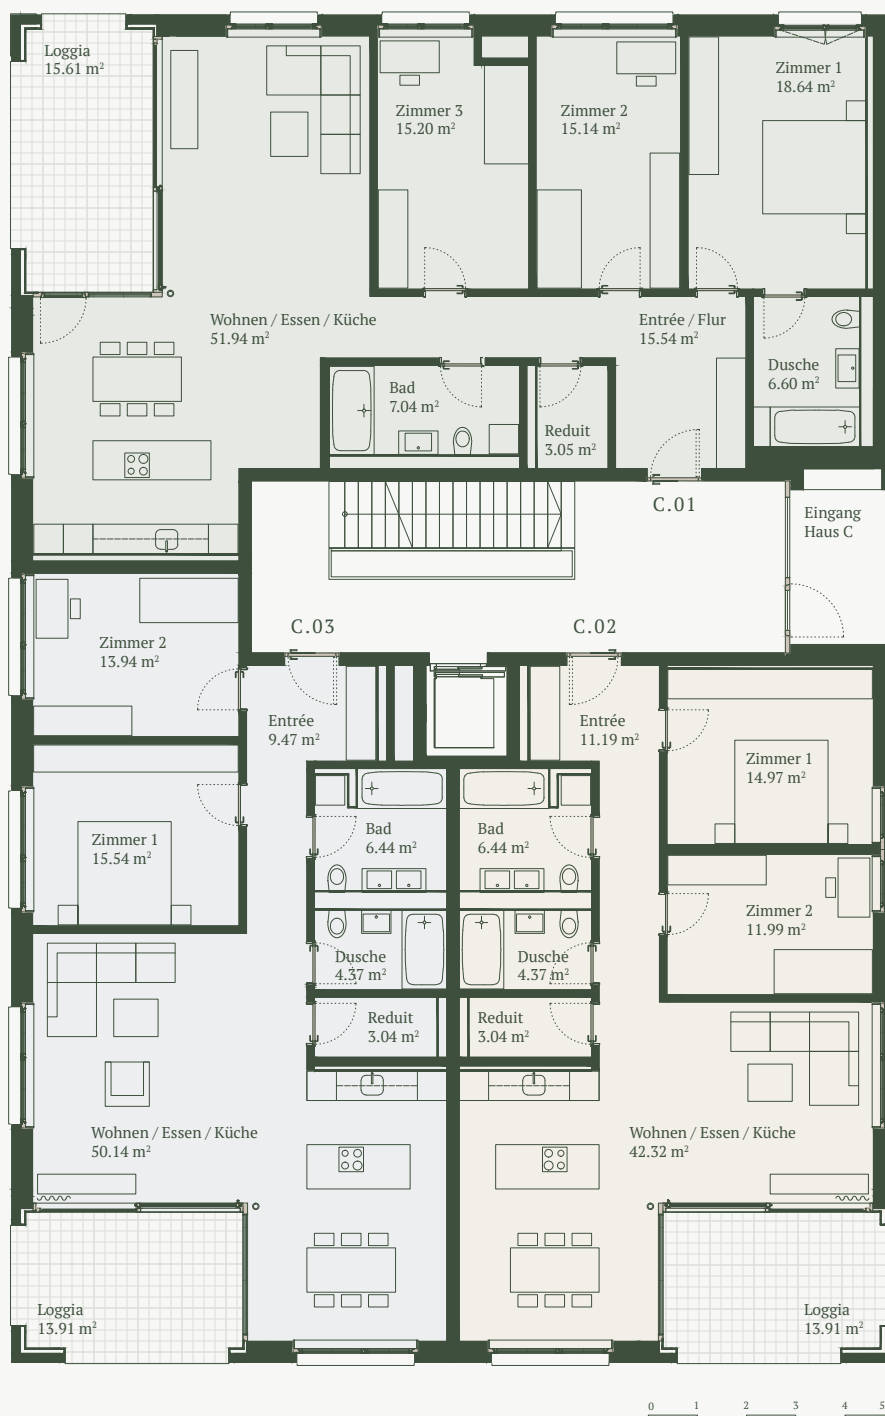 Loggia
15.61 m²
Zimmer 3
15.20 m²
Zimmer 2
15.14 m²
Zimmer 1
18.64 m²
Wohnen / Essen / Küche
51.94 m²
Entrée / Flur
15.54 m²
Dusche
6.60 m²
Bad
7.04 m²
Reduit
3.05 m²
C.01
Eingang
Haus C
C.03
C.02
Zimmer 2
13.94 m²
Entrée
9.47 m²
Entrée
11.19 m²
Zimmer 1
14.97 m²
Zimmer 1
15.54 m²
Bad
6.44 m²
Bad
6.44 m²
Zimmer 2
11.99 m²
Dusche
4.37 m²
Dusche
4.37 m²
Reduit
3.04 m²
Reduit
3.04 m²
Wohnen / Essen / Küche
50.14 m²
Wohnen / Essen / Küche
42.32 m²
Loggia
13.91 m²
Loggia
13.91 m²
0 1 2 3 4 5